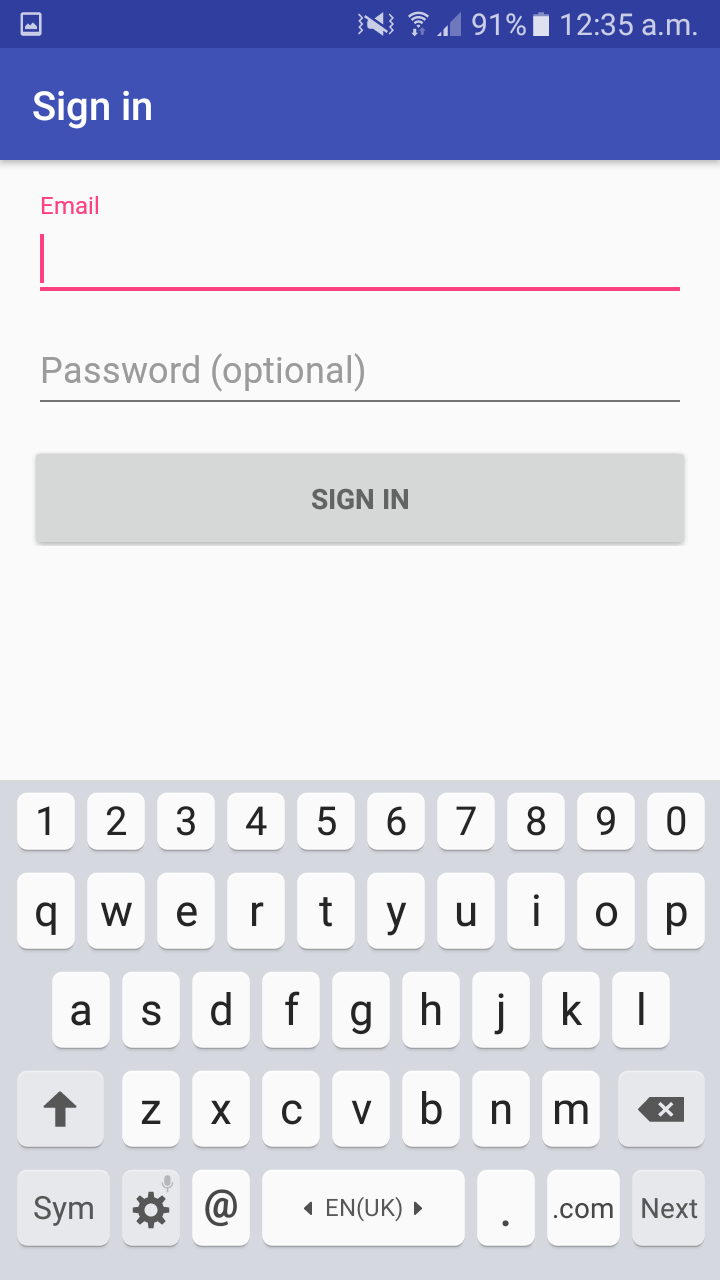 91% 12:35 a.m.
Sign in
Email
Password (optional)
SIGN IN
1 2 3 4 5 6 7 8 9 0
q w e r t y u i o p
a s d f g h j k l
z x c v b n m
Sym @ EN(UK) . .com Next